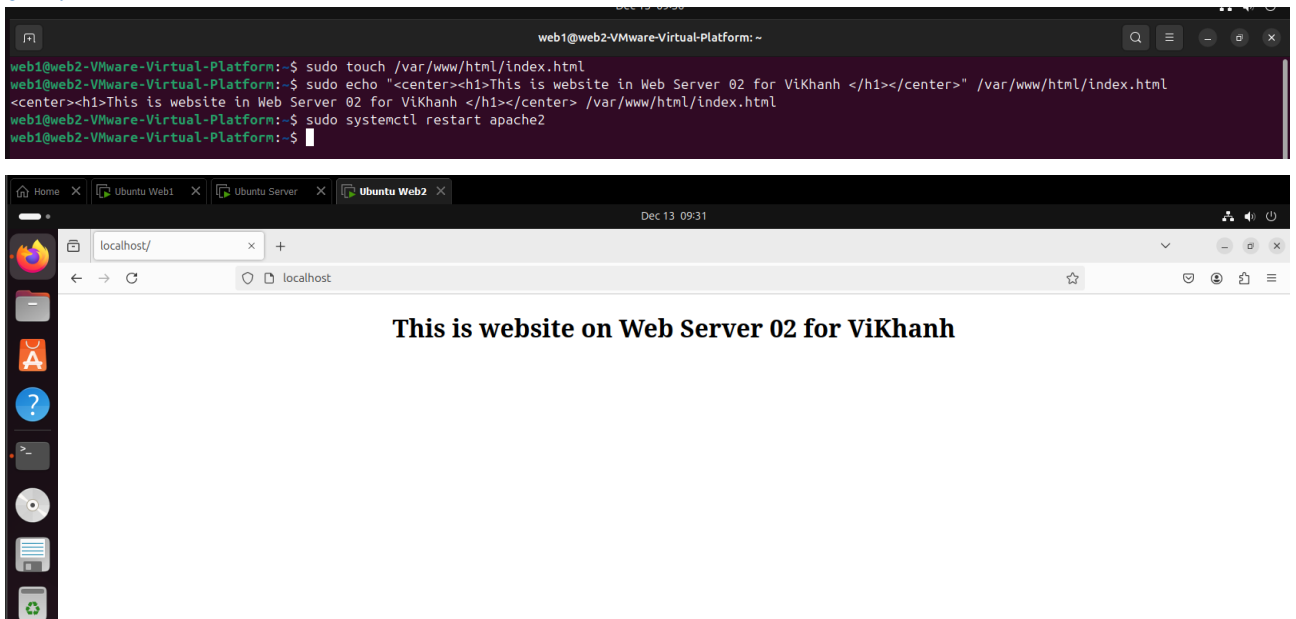 web1@web2-VMware-Virtual-Platform: ~
web1@web2-VMware-Virtual-Platform:~$ sudo touch /var/www/html/index.html
web1@web2-VMware-Virtual-Platform:~$ sudo echo "<center><h1>This is website in Web Server 02 for ViKhanh </h1></center>" /var/www/html/index.html
<center><h1>This is website in Web Server 02 for ViKhanh </h1></center> /var/www/html/index.html
web1@web2-VMware-Virtual-Platform:~$ sudo systemctl restart apache2
web1@web2-VMware-Virtual-Platform:~$
Home Ubuntu Web1 Ubuntu Server Ubuntu Web2
Dec 13 09:31
localhost/
localhost
This is website on Web Server 02 for ViKhanh